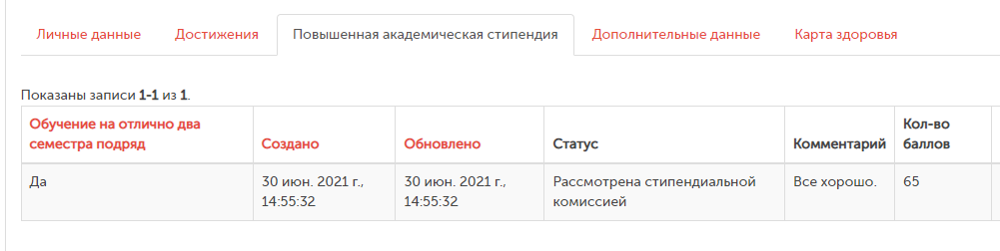 Личные данные Достижения Повышенная академическая стипендия Дополнительные данные Карта здоровья
Показаны записи 1-1 из 1.
Обучение на отлично два
семестра подряд
Создано
Обновлено
Статус
Комментарий
Кол-во
баллов
Да
30 июн. 2021 г.,
14:55:32
30 июн. 2021 г.,
14:55:32
Рассмотрена стипендиальной
комиссией
Все хорошо.
65